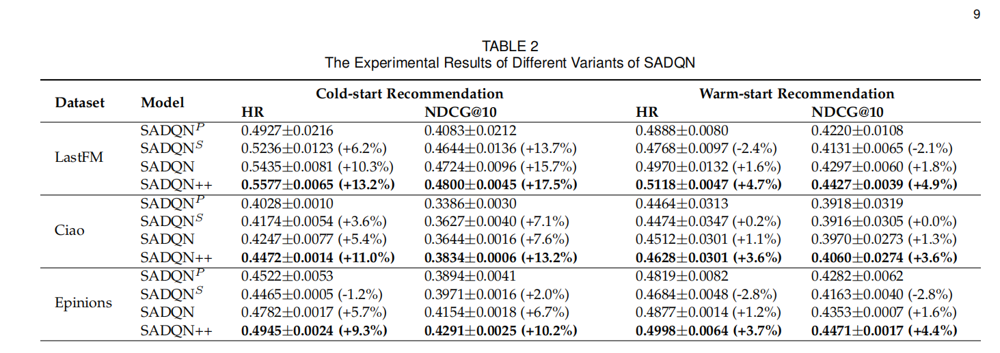 9
TABLE 2
The Experimental Results of Different Variants of SADQN
Dataset Model Cold-start Recommendation Warm-start Recommendation
HR NDCG@10 HR NDCG@10
LastFM
SADQN^P 0.4927±0.0216 0.4083±0.0212 0.4888±0.0080 0.4220±0.0108
SADQN^S 0.5236±0.0123 (+6.2%) 0.4644±0.0136 (+13.7%) 0.4768±0.0097 (-2.4%) 0.4131±0.0065 (-2.1%)
SADQN 0.5435±0.0081 (+10.3%) 0.4724±0.0096 (+15.7%) 0.4970±0.0132 (+1.6%) 0.4297±0.0060 (+1.8%)
SADQN++ 0.5577±0.0065 (+13.2%) 0.4800±0.0045 (+17.5%) 0.5118±0.0047 (+4.7%) 0.4427±0.0039 (+4.9%)
Ciao
SADQN^P 0.4028±0.0010 0.3386±0.0030 0.4464±0.0313 0.3918±0.0319
SADQN^S 0.4174±0.0054 (+3.6%) 0.3627±0.0040 (+7.1%) 0.4474±0.0347 (+0.2%) 0.3916±0.0305 (+0.0%)
SADQN 0.4247±0.0077 (+5.4%) 0.3644±0.0016 (+7.6%) 0.4512±0.0301 (+1.1%) 0.3970±0.0273 (+1.3%)
SADQN++ 0.4472±0.0014 (+11.0%) 0.3834±0.0006 (+13.2%) 0.4628±0.0301 (+3.6%) 0.4060±0.0274 (+3.6%)
Epinions
SADQN^P 0.4522±0.0053 0.3894±0.0041 0.4819±0.0082 0.4282±0.0062
SADQN^S 0.4465±0.0005 (-1.2%) 0.3971±0.0016 (+2.0%) 0.4684±0.0048 (-2.8%) 0.4163±0.0040 (-2.8%)
SADQN 0.4782±0.0017 (+5.7%) 0.4154±0.0018 (+6.7%) 0.4877±0.0014 (+1.2%) 0.4353±0.0007 (+1.6%)
SADQN++ 0.4945±0.0024 (+9.3%) 0.4291±0.0025 (+10.2%) 0.4998±0.0064 (+3.7%) 0.4471±0.0017 (+4.4%)